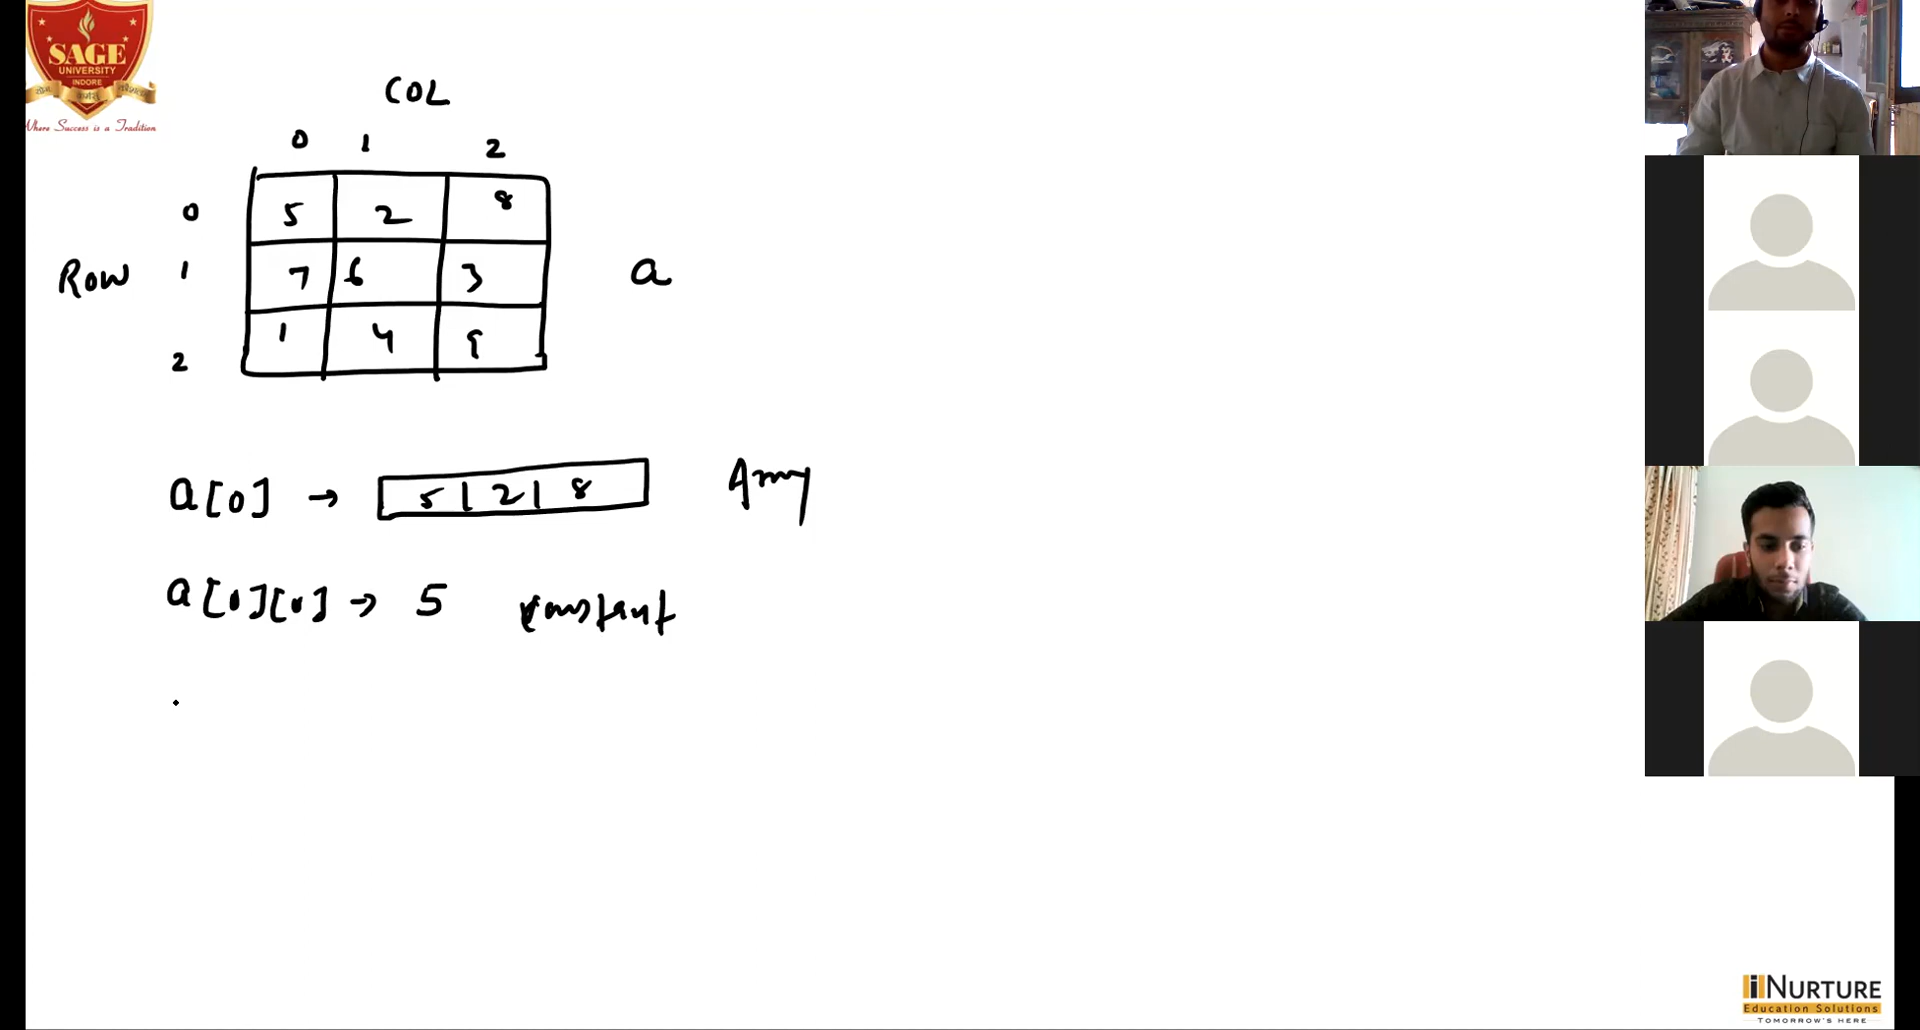 SAGE
UNIVERSITY
INDORE
Where Success is a Tradition
COL
0 1 2
0 5 2 8
Row 1 7 6 3 a
2 1 4 9
a[0] → 5 | 2 | 8 Array
a[0][0] → 5 constant
iNURTURE
Education Solutions
TOMORROW'S HERE